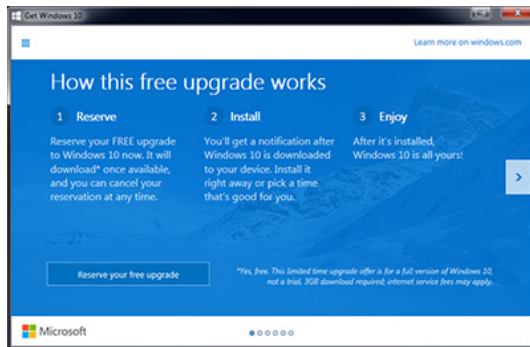 Get Windows 10
Learn more on windows.com
How this free upgrade works
1 Reserve
Reserve your FREE upgrade
to Windows 10 now. It will
download* once available,
and you can cancel your
reservation at any time.
2 Install
You'll get a notification after
Windows 10 is downloaded
to your device. Install it
right away or pick a time
that's good for you.
3 Enjoy
After it's installed,
Windows 10 is all yours!
Reserve your free upgrade
*Yes, free. This limited time upgrade offer is for a full version of Windows 10,
not a trial. 3GB download required; internet service fees may apply.
Microsoft